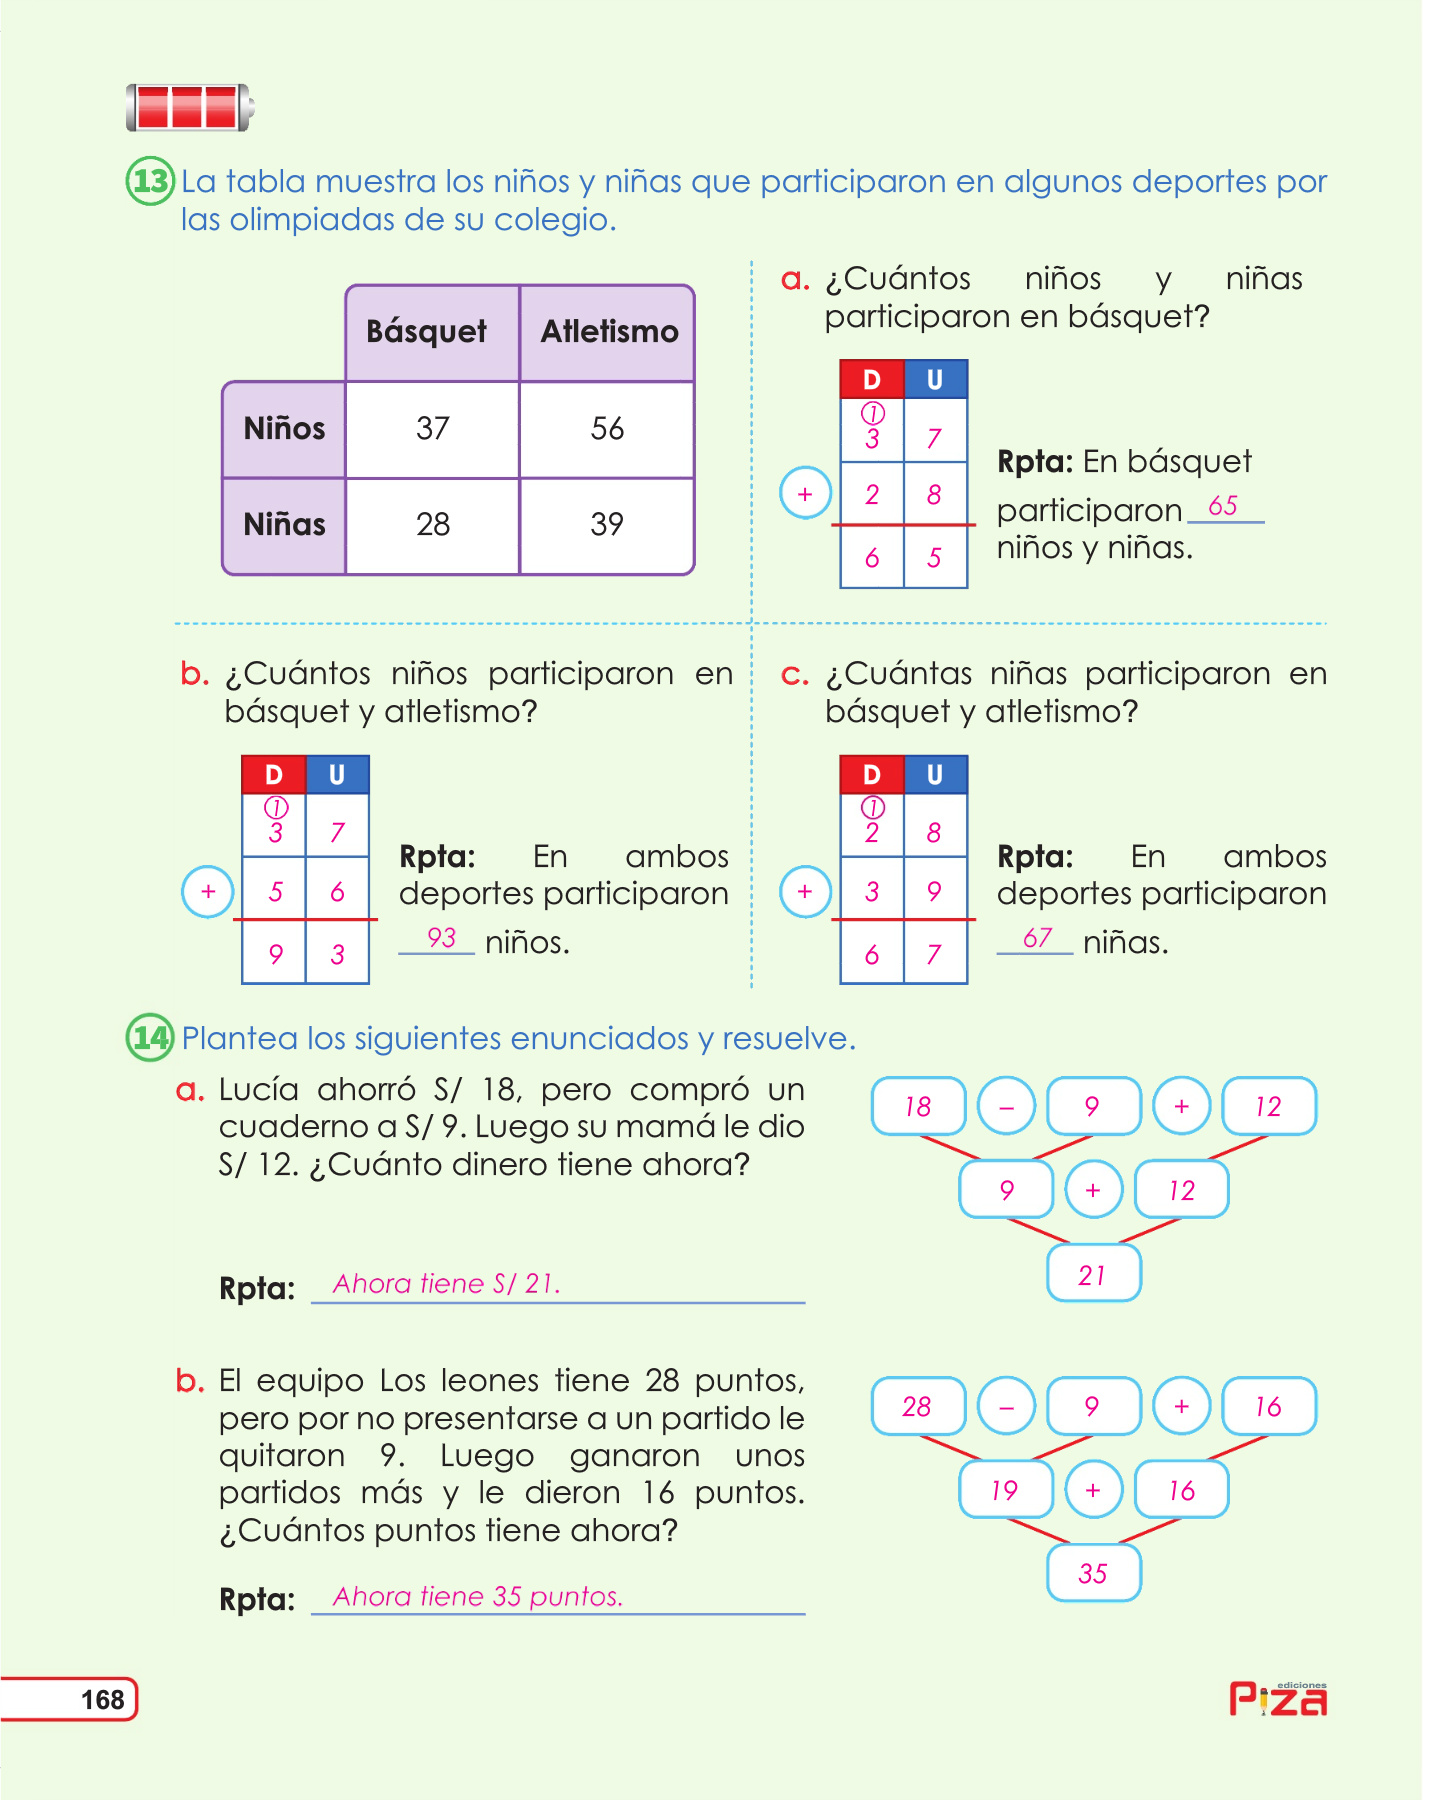 13 La tabla muestra los niños y niñas que participaron en algunos deportes por
las olimpiadas de su colegio.
Básquet Atletismo
Niños 37 56
Niñas 28 39
a. ¿Cuántos niños y niñas
participaron en básquet?
D U
1
3 7
+ 2 8
6 5
Rpta: En básquet
participaron 65
niños y niñas.
b. ¿Cuántos niños participaron en
básquet y atletismo?
D U
1
3 7
+ 5 6
9 3
Rpta: En ambos
deportes participaron
93 niños.
c. ¿Cuántas niñas participaron en
básquet y atletismo?
D U
1
2 8
+ 3 9
6 7
Rpta: En ambos
deportes participaron
67 niñas.
14 Plantea los siguientes enunciados y resuelve.
a. Lucía ahorró S/ 18, pero compró un
cuaderno a S/ 9. Luego su mamá le dio
S/ 12. ¿Cuánto dinero tiene ahora?
18 – 9 + 12
9 + 12
21
Rpta: Ahora tiene S/ 21.
b. El equipo Los leones tiene 28 puntos,
pero por no presentarse a un partido le
quitaron 9. Luego ganaron unos
partidos más y le dieron 16 puntos.
¿Cuántos puntos tiene ahora?
28 – 9 + 16
19 + 16
35
Rpta: Ahora tiene 35 puntos.
168
ediciones
Piza